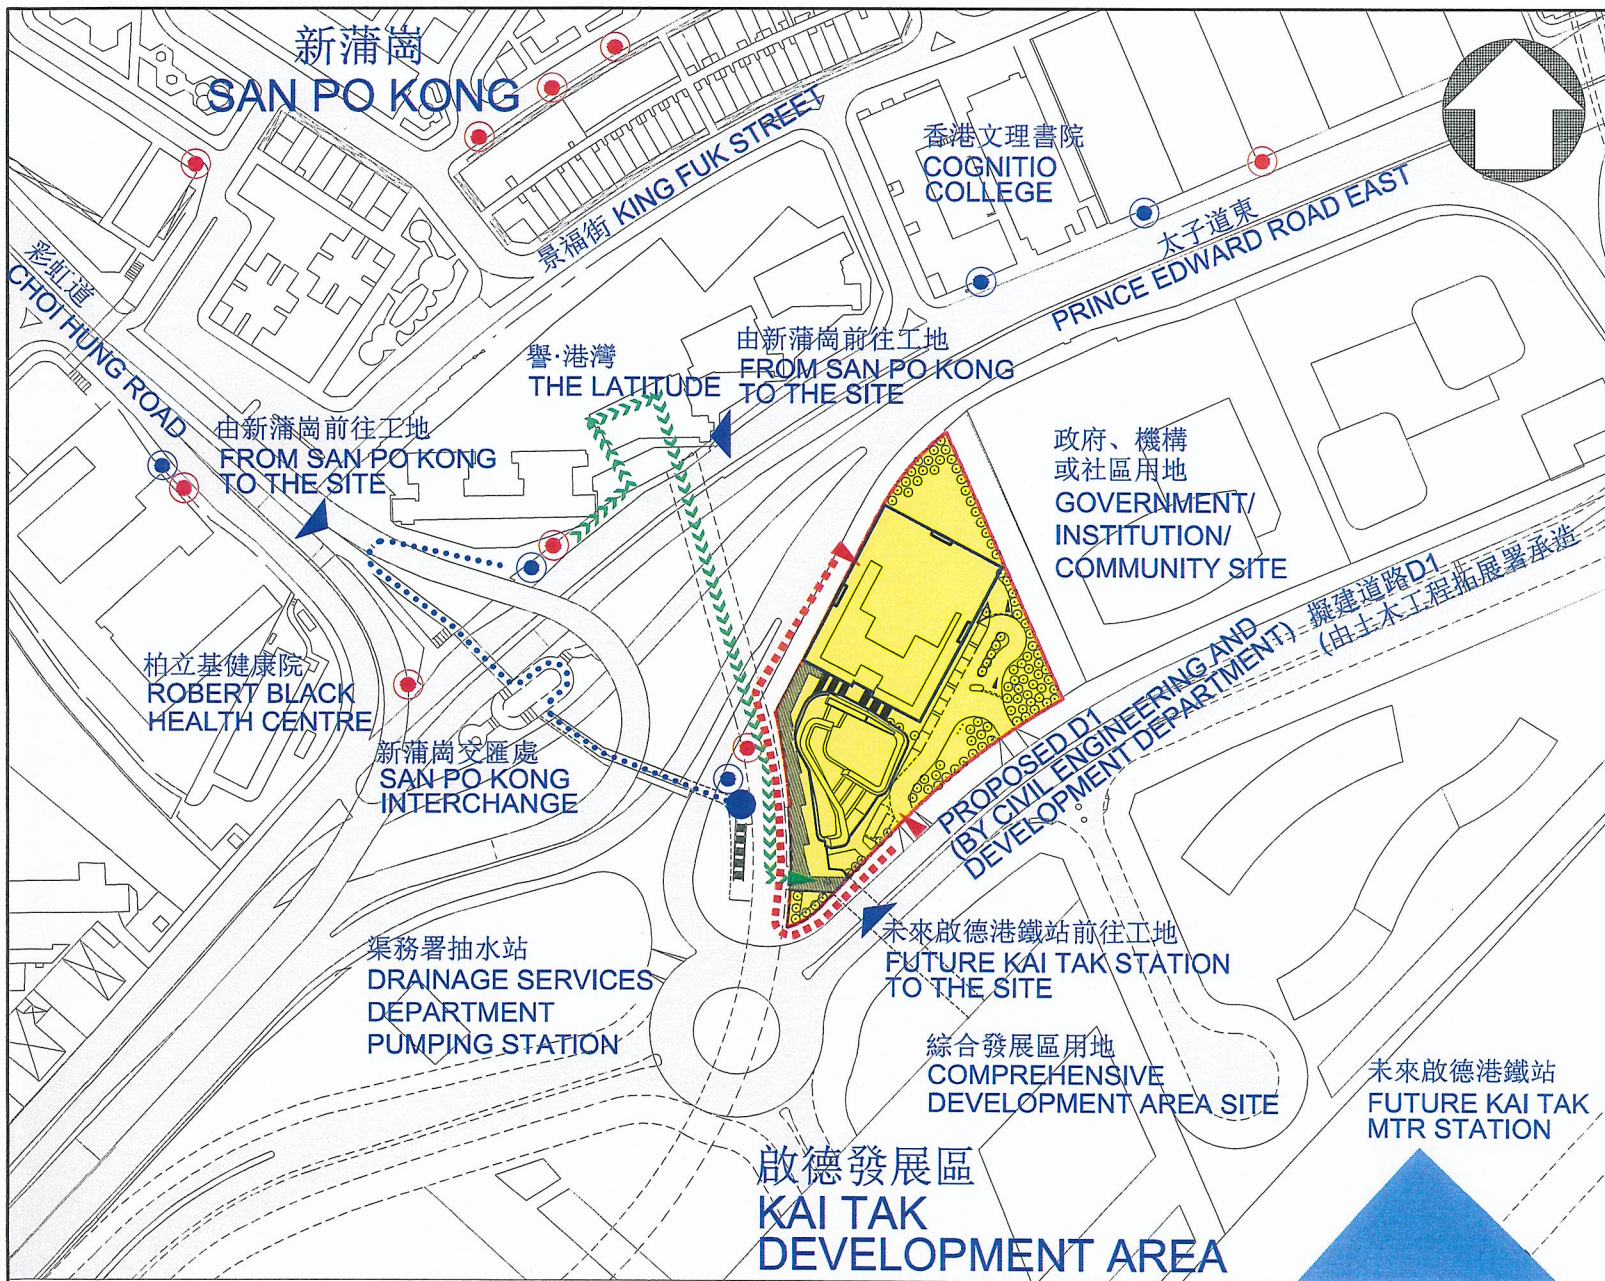 新蒲崗
SAN PO KONG
景福街 KING FUK STREET
香港文理書院
COGNITIO
COLLEGE
太子道東
PRINCE EDWARD ROAD EAST
彩虹道
CHOI HUNG ROAD
譽·港灣
THE LATITUDE
由新蒲崗前往工地
FROM SAN PO KONG
TO THE SITE
由新蒲崗前往工地
FROM SAN PO KONG
TO THE SITE
政府、機構
或社區用地
GOVERNMENT/
INSTITUTION/
COMMUNITY SITE
擬建道路D1
(由土木工程拓展署承造
PROPOSED D1
(BY CIVIL ENGINEERING AND
DEVELOPMENT DEPARTMENT)
柏立基健康院
ROBERT BLACK
HEALTH CENTRE
新蒲崗交匯處
SAN PO KONG
INTERCHANGE
渠務署抽水站
DRAINAGE SERVICES
DEPARTMENT
PUMPING STATION
未來啟德港鐵站前往工地
FUTURE KAI TAK STATION
TO THE SITE
綜合發展區用地
COMPREHENSIVE
DEVELOPMENT AREA SITE
未來啟德港鐵站
FUTURE KAI TAK
MTR STATION
啟德發展區
KAI TAK
DEVELOPMENT AREA